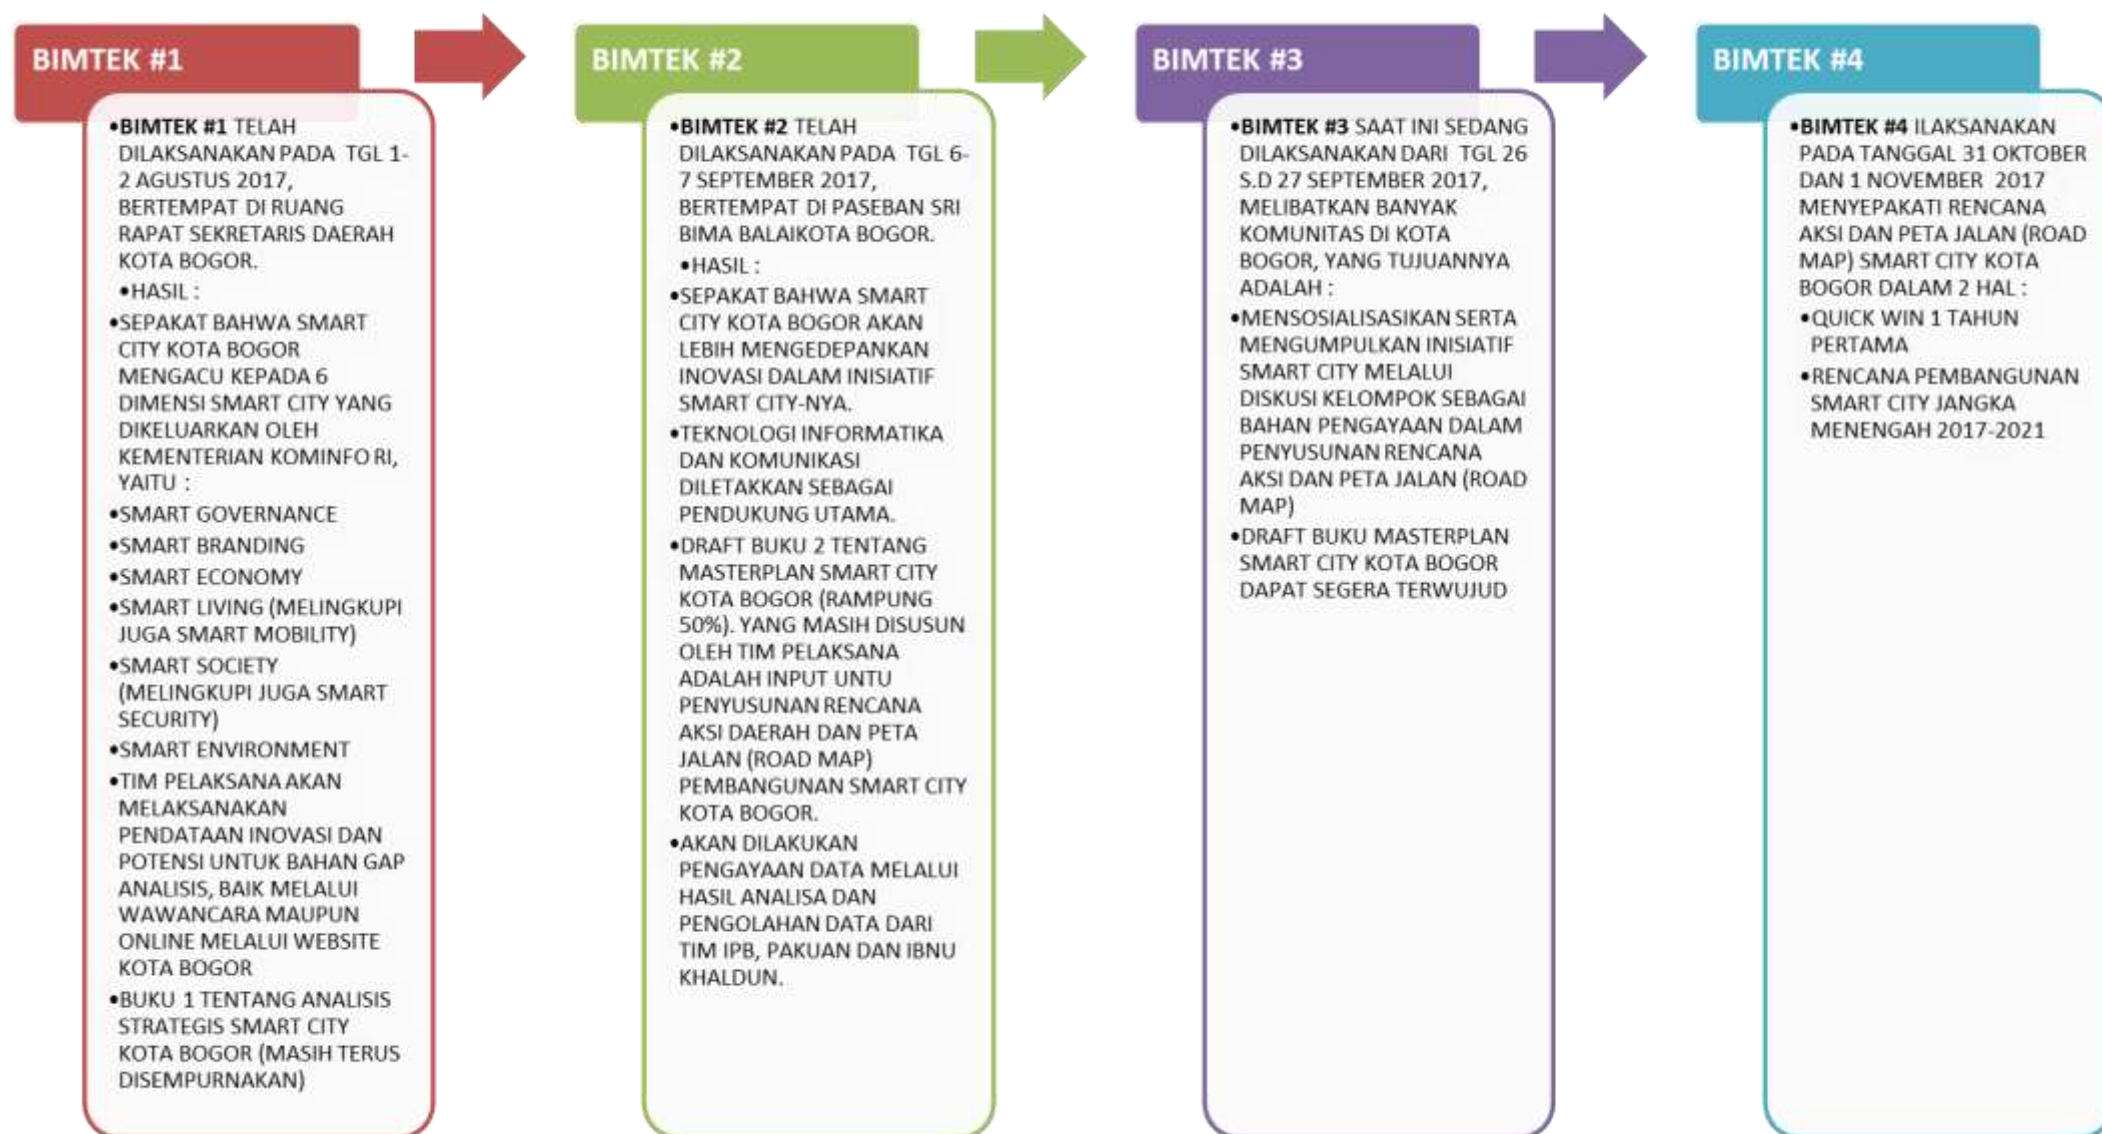 BIMTEK #1
•BIMTEK #1 TELAH
DILAKSANAKAN PADA TGL 1-
2 AGUSTUS 2017,
BERTEMPAT DI RUANG
RAPAT SEKRETARIS DAERAH
KOTA BOGOR.
•HASIL :
•SEPAKAT BAHWA SMART
CITY KOTA BOGOR
MENGACU KEPADA 6
DIMENSI SMART CITY YANG
DIKELUARKAN OLEH
KEMENTERIAN KOMINFO RI,
YAITU :
•SMART GOVERNANCE
•SMART BRANDING
•SMART ECONOMY
•SMART LIVING (MELINGKUPI
JUGA SMART MOBILITY)
•SMART SOCIETY
(MELINGKUPI JUGA SMART
SECURITY)
•SMART ENVIRONMENT
•TIM PELAKSANA AKAN
MELAKSANAKAN
PENDATAAN INOVASI DAN
POTENSI UNTUK BAHAN GAP
ANALISIS, BAIK MELALUI
WAWANCARA MAUPUN
ONLINE MELALUI WEBSITE
KOTA BOGOR
•BUKU 1 TENTANG ANALISIS
STRATEGIS SMART CITY
KOTA BOGOR (MASIH TERUS
DISEMPURNAKAN)
BIMTEK #2
•BIMTEK #2 TELAH
DILAKSANAKAN PADA TGL 6-
7 SEPTEMBER 2017,
BERTEMPAT DI PASEBAN SRI
BIMA BALAIKOTA BOGOR.
•HASIL :
•SEPAKAT BAHWA SMART
CITY KOTA BOGOR AKAN
LEBIH MENGEDEPANKAN
INOVASI DALAM INISIATIF
SMART CITY-NYA.
•TEKNOLOGI INFORMATIKA
DAN KOMUNIKASI
DILETAKKAN SEBAGAI
PENDUKUNG UTAMA.
•DRAFT BUKU 2 TENTANG
MASTERPLAN SMART CITY
KOTA BOGOR (RAMPUNG
50%). YANG MASIH DISUSUN
OLEH TIM PELAKSANA
ADALAH INPUT UNTU
PENYUSUNAN RENCANA
AKSI DAERAH DAN PETA
JALAN (ROAD MAP)
PEMBANGUNAN SMART CITY
KOTA BOGOR.
•AKAN DILAKUKAN
PENGAYAAN DATA MELALUI
HASIL ANALISA DAN
PENGOLAHAN DATA DARI
TIM IPB, PAKUAN DAN IBNU
KHALDUN.
BIMTEK #3
•BIMTEK #3 SAAT INI SEDANG
DILAKSANAKAN DARI TGL 26
S.D 27 SEPTEMBER 2017,
MELIBATKAN BANYAK
KOMUNITAS DI KOTA
BOGOR, YANG TUJUANNYA
ADALAH :
•MENSOSIALISASIKAN SERTA
MENGUMPULKAN INISIATIF
SMART CITY MELALUI
DISKUSI KELOMPOK SEBAGAI
BAHAN PENGAYAAN DALAM
PENYUSUNAN RENCANA
AKSI DAN PETA JALAN (ROAD
MAP)
•DRAFT BUKU MASTERPLAN
SMART CITY KOTA BOGOR
DAPAT SEGERA TERWUJUD
BIMTEK #4
•BIMTEK #4 ILAKSANAKAN
PADA TANGGAL 31 OKTOBER
DAN 1 NOVEMBER 2017
MENYEPAKATI RENCANA
AKSI DAN PETA JALAN (ROAD
MAP) SMART CITY KOTA
BOGOR DALAM 2 HAL :
•QUICK WIN 1 TAHUN
PERTAMA
•RENCANA PEMBANGUNAN
SMART CITY JANGKA
MENENGAH 2017-2021